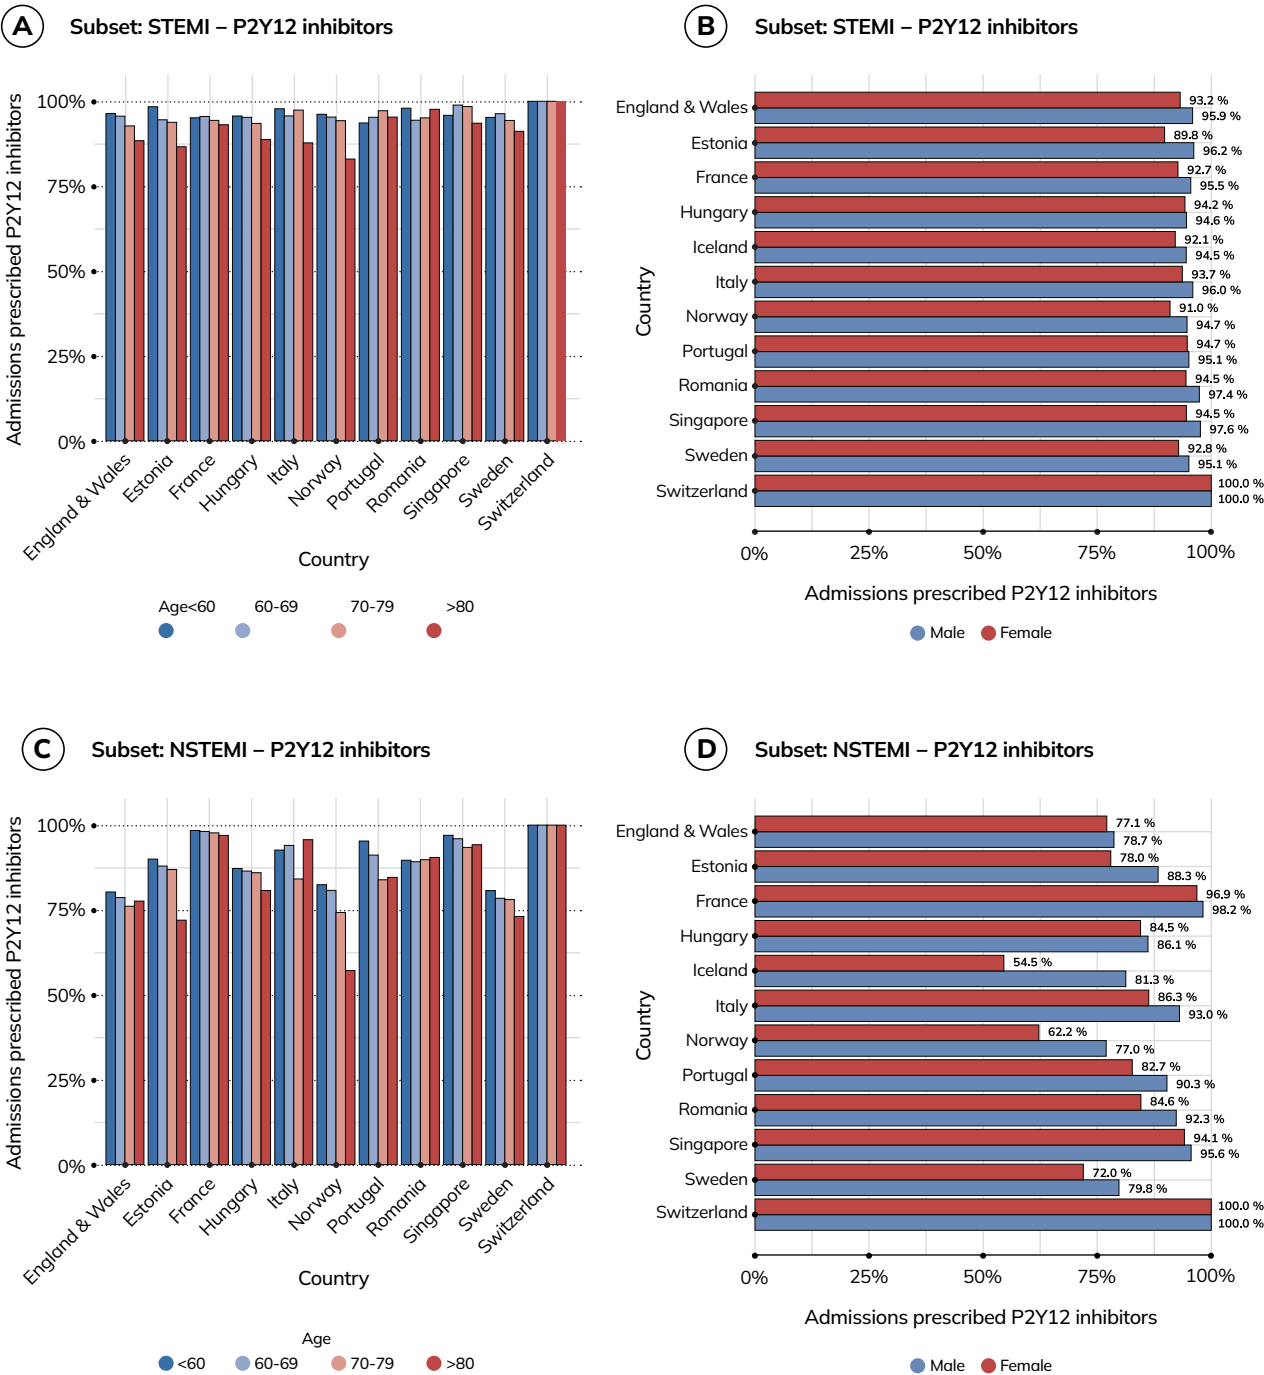 A Subset: STEMI – P2Y12 inhibitors
Admissions prescribed P2Y12 inhibitors
100%
75%
50%
25%
0%
England & Wales
Estonia
France
Hungary
Italy
Norway
Portugal
Romania
Singapore
Sweden
Switzerland
Country
Age<60 60-69 70-79 >80
B Subset: STEMI – P2Y12 inhibitors
Country
England & Wales 93.2 %
95.9 %
Estonia 89.8 %
96.2 %
France 92.7 %
95.5 %
Hungary 94.2 %
94.6 %
Iceland 92.1 %
94.5 %
Italy 93.7 %
96.0 %
Norway 91.0 %
94.7 %
Portugal 94.7 %
95.1 %
Romania 94.5 %
97.4 %
Singapore 94.5 %
97.6 %
Sweden 92.8 %
95.1 %
Switzerland 100.0 %
100.0 %
0% 25% 50% 75% 100%
Admissions prescribed P2Y12 inhibitors
Male Female
C Subset: NSTEMI – P2Y12 inhibitors
Admissions prescribed P2Y12 inhibitors
100%
75%
50%
25%
0%
England & Wales
Estonia
France
Hungary
Italy
Norway
Portugal
Romania
Singapore
Sweden
Switzerland
Country
Age
<60 60-69 70-79 >80
D Subset: NSTEMI – P2Y12 inhibitors
Country
England & Wales 77.1 %
78.7 %
Estonia 78.0 %
88.3 %
France 96.9 %
98.2 %
Hungary 84.5 %
86.1 %
Iceland 54.5 %
81.3 %
Italy 86.3 %
93.0 %
Norway 62.2 %
77.0 %
Portugal 82.7 %
90.3 %
Romania 84.6 %
92.3 %
Singapore 94.1 %
95.6 %
Sweden 72.0 %
79.8 %
Switzerland 100.0 %
100.0 %
0% 25% 50% 75% 100%
Admissions prescribed P2Y12 inhibitors
Male Female